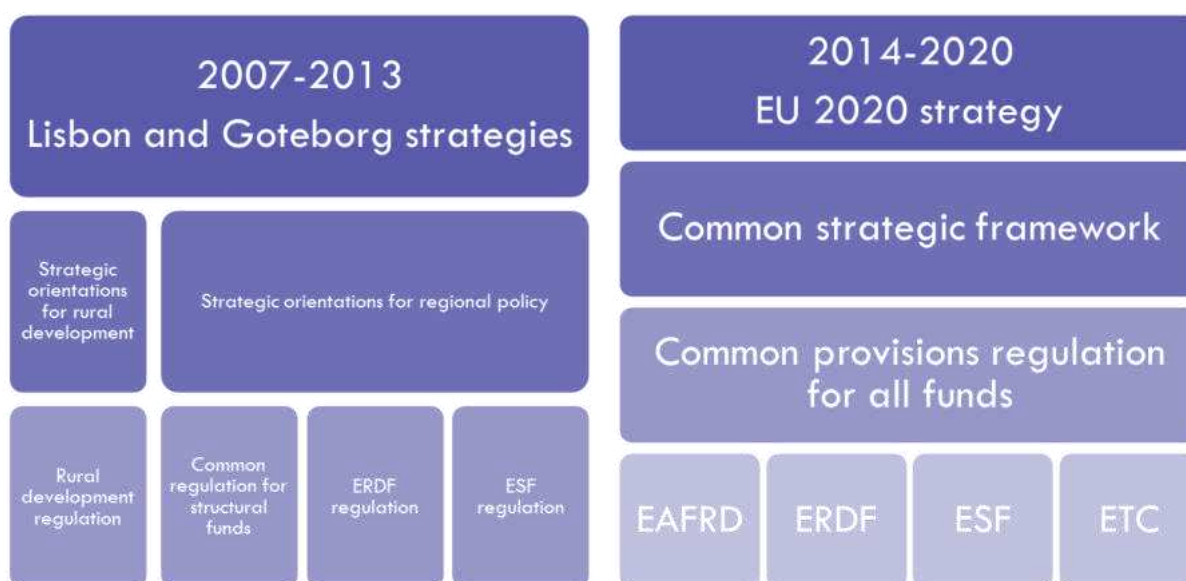 2007-2013
Lisbon and Goteborg strategies
Strategic
orientations
for rural
development
Strategic orientations for regional policy
Rural
development
regulation
Common
regulation for
structural
funds
ERDF
regulation
ESF
regulation
2014-2020
EU 2020 strategy
Common strategic framework
Common provisions regulation
for all funds
EAFRD
ERDF
ESF
ETC